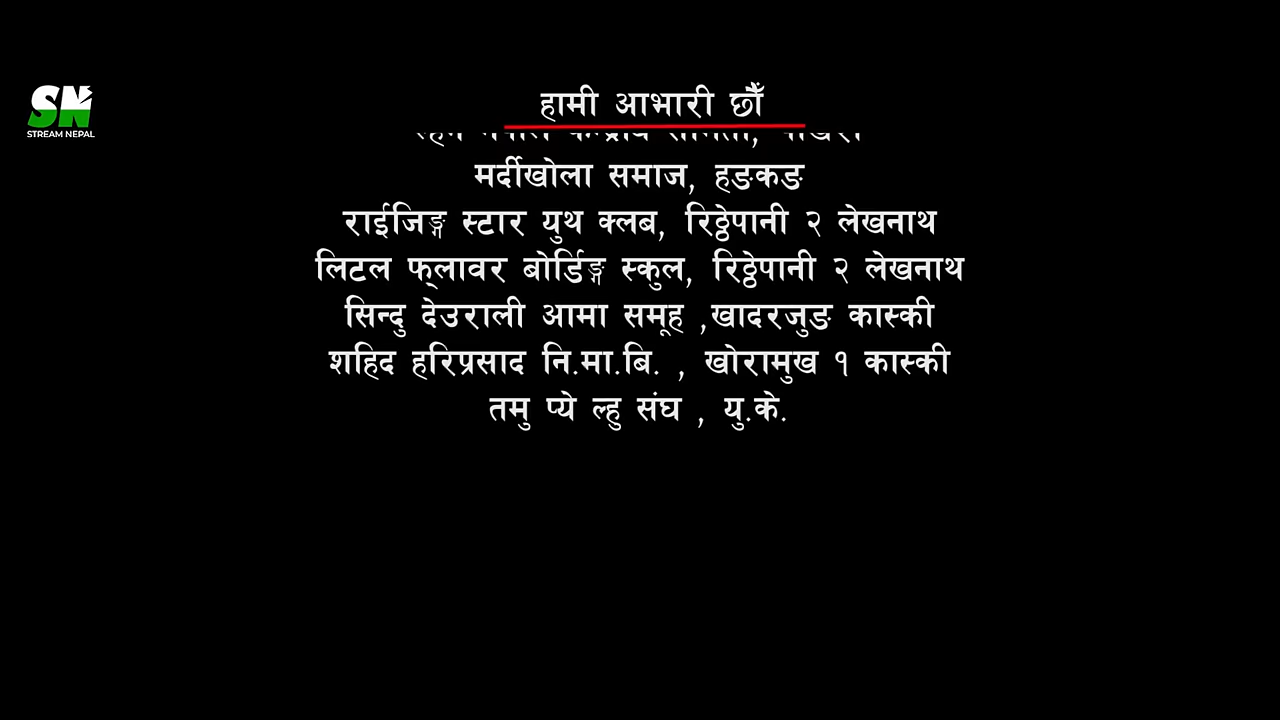 SN
STREAM NEPAL
हामी आभारी छौँ
मर्दीखोला समाज, हङकङ
राईजिङ्ग स्टार युथ क्लब, रिठ्ठेपानी २ लेखनाथ
लिटल फ्लावर बोर्डिङ्ग स्कुल, रिठ्ठेपानी २ लेखनाथ
सिन्दु देउराली आमा समूह ,खादरजुङ कास्की
शहिद हरिप्रसाद नि.मा.बि. , खोरामुख १ कास्की
तमु प्ये ल्हु संघ , यु.के.